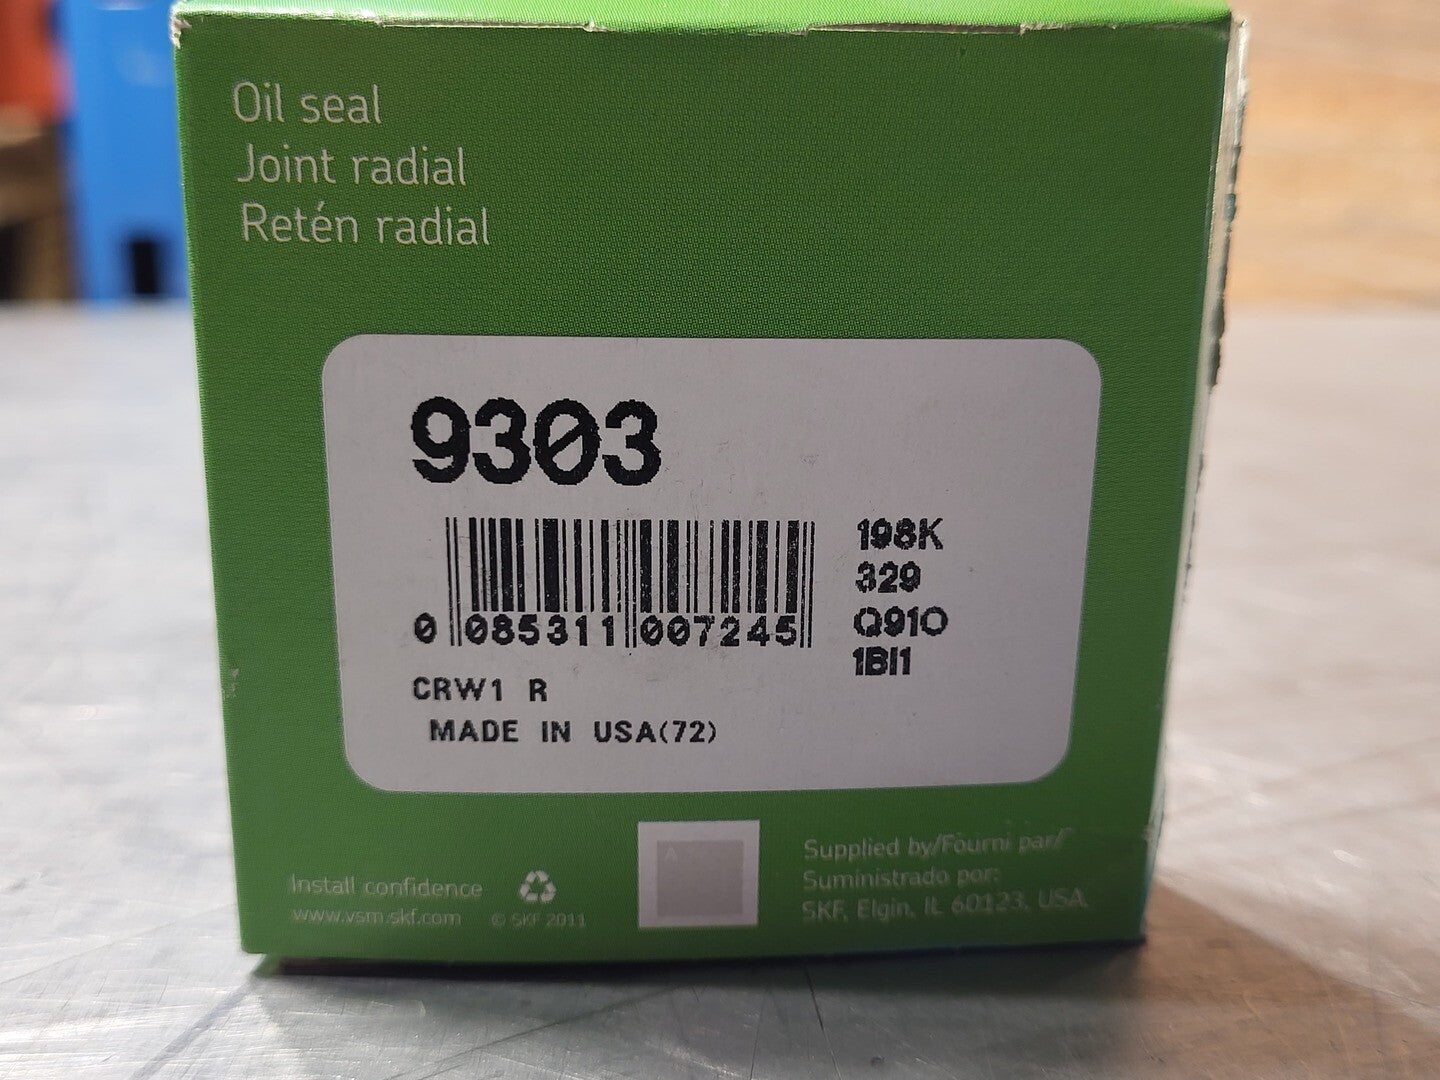 Oil seal
Joint radial
Retén radial
9303
0 085311 007245
198K
329
Q91O
1BI1
CRW1 R
MADE IN USA(72)
Install confidence
www.vsm.skf.com © SKF 2011
Supplied by/Fourni par/
Suministrado por:
SKF, Elgin, IL 60123, USA.